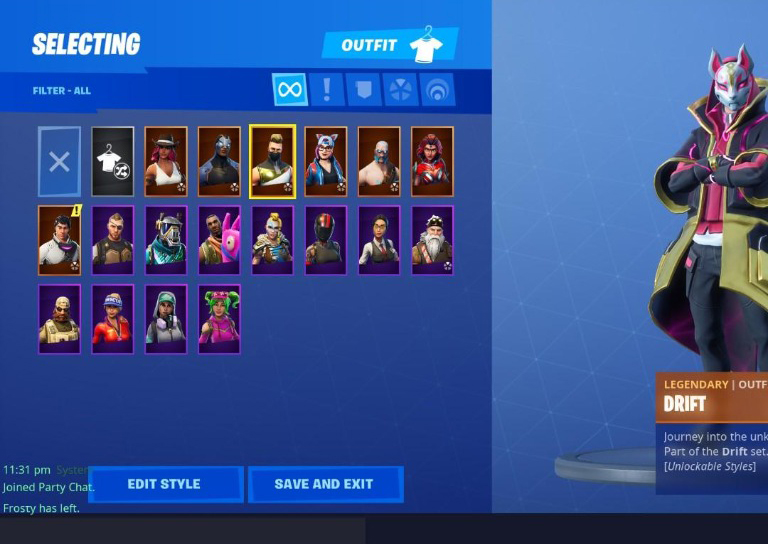 SELECTING
OUTFIT
FILTER - ALL
LEGENDARY | OUTF
DRIFT
Journey into the unk
Part of the Drift set.
[Unlockable Styles]
11:31 pm System
Joined Party Chat.
Frosty has left.
EDIT STYLE
SAVE AND EXIT